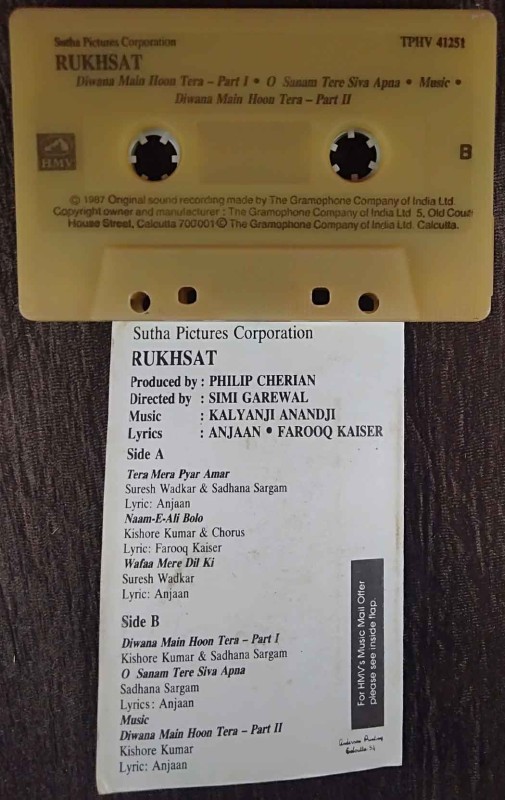 Sutha Pictures Corporation
TPHV 41251
RUKHSAT
Diwana Main Hoon Tera – Part I • O Sanam Tere Siva Apna • Music •
Diwana Main Hoon Tera – Part II
HMV
B
© 1987 Original sound recording made by The Gramophone Company of India Ltd.
Copyright owner and manufacturer : The Gramophone Company of India Ltd 5, Old Court
House Street, Calcutta 700001 Ⓟ The Gramophone Company of India Ltd. Calcutta.
Sutha Pictures Corporation
RUKHSAT
Produced by : PHILIP CHERIAN
Directed by : SIMI GAREWAL
Music : KALYANJI ANANDJI
Lyrics : ANJAAN • FAROOQ KAISER
Side A
Tera Mera Pyar Amar
Suresh Wadkar & Sadhana Sargam
Lyric: Anjaan
Naam-E-Ali Bolo
Kishore Kumar & Chorus
Lyric: Farooq Kaiser
Wafaa Mere Dil Ki
Suresh Wadkar
Lyric: Anjaan
Side B
Diwana Main Hoon Tera – Part I
Kishore Kumar & Sadhana Sargam
O Sanam Tere Siva Apna
Sadhana Sargam
Lyrics: Anjaan
Music
Diwana Main Hoon Tera – Part II
Kishore Kumar
Lyric: Anjaan
For HMV's Music Mail Offer
please see inside flap.